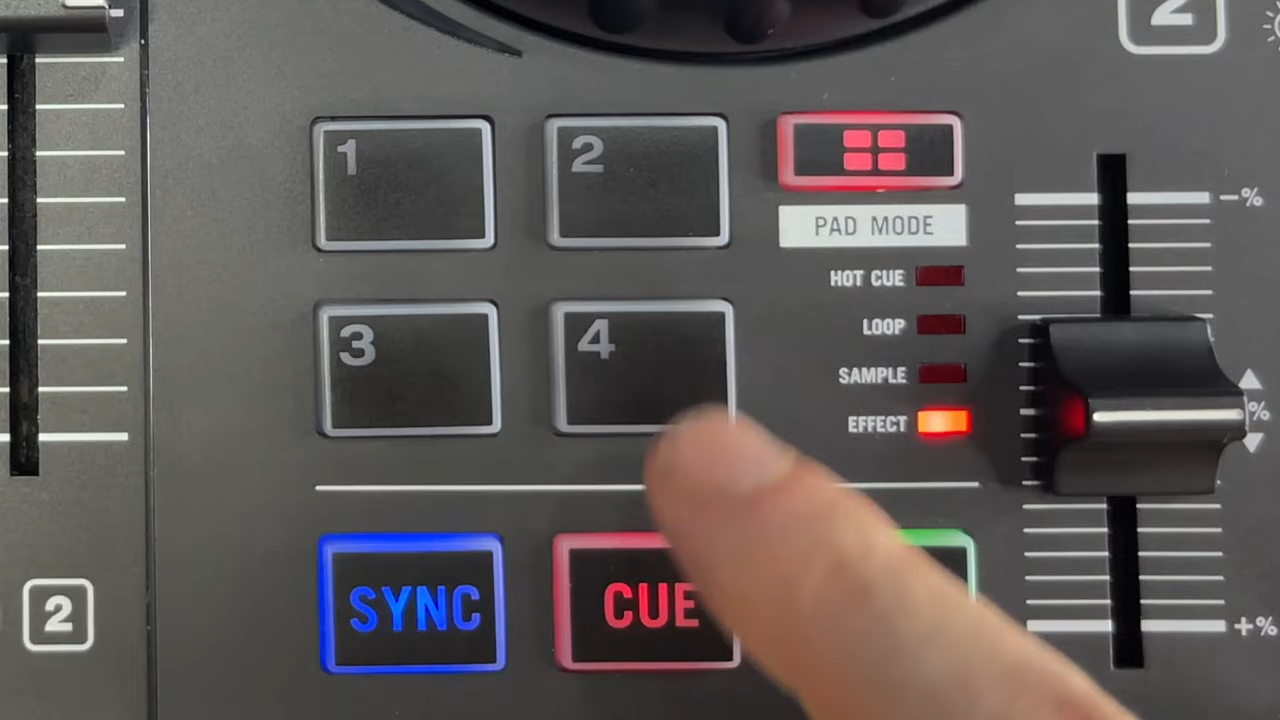 2
1
2
PAD MODE
-%
HOT CUE
LOOP
3
4
SAMPLE
%
EFFECT
SYNC
CUE
2
+%